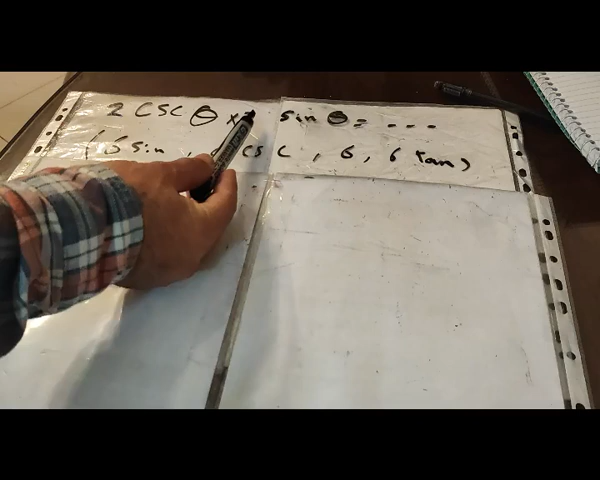 2 csc θ x sin θ = ---
(6 sin , csc , 6 , 6 tan)